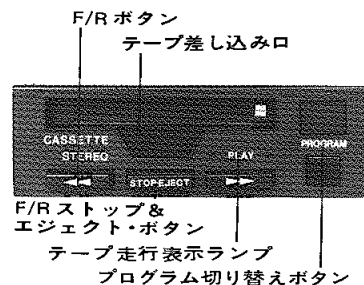 F/Rボタン
テープ差し込み口
CASSETTE
STEREO
PLAY
PROGRAM
STOP·EJECT
F/Rストップ&
エジェクト・ボタン
テープ走行表示ランプ
プログラム切り替えボタン